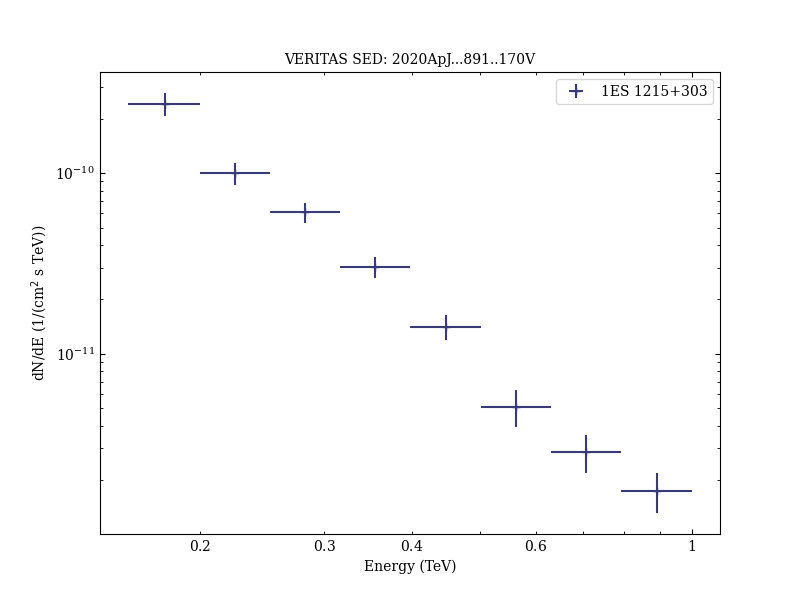 VERITAS SED: 2020ApJ...891..170V
1ES 1215+303
10⁻¹⁰
10⁻¹¹
dN/dE (1/(cm² s TeV))
0.2 0.3 0.4 0.6 1
Energy (TeV)